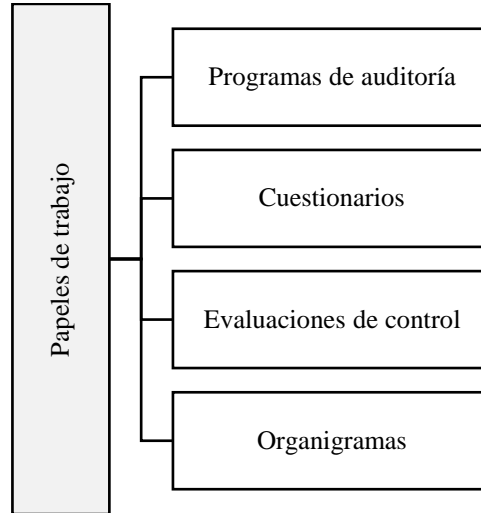 Papeles de trabajo
Programas de auditoría
Cuestionarios
Evaluaciones de control
Organigramas